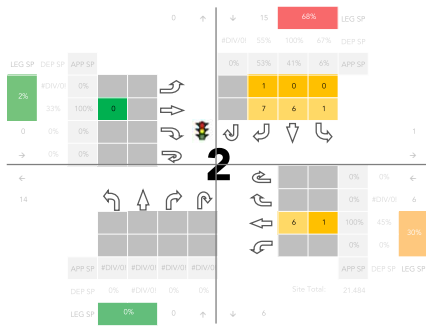 0 15 68% LEG SP
#DIV/0! 55% 100% 67% DEP SP
LEG SP DEP SP APP SP 0% 53% 41% 6% APP SP
2% #DIV/0! 0% 1 0 0
33% 100% 0 7 6 1
0 0% 0% 1
0% 0%
2
14 0% 0% 6
0% #DIV/0!
6 1 100% 45% 30%
0% 0%
APP SP #DIV/0! #DIV/0! #DIV/0! #DIV/0! APP SP DEP SP LEG SP
DEP SP 0% #DIV/0! 0% 0% Site Total: 21,484
LEG SP 0% 0 6